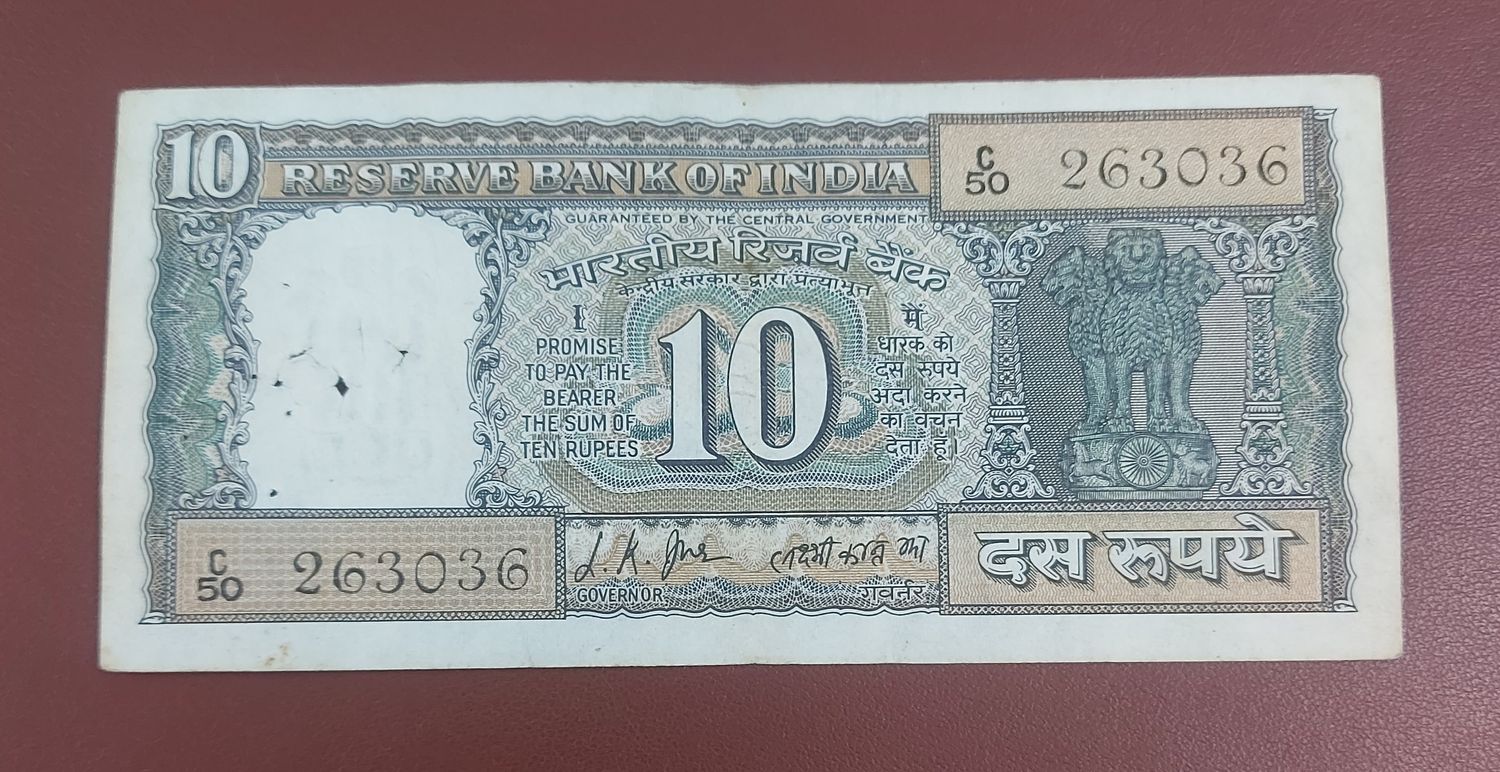 10
RESERVE BANK OF INDIA
C
50
263036
GUARANTEED BY THE CENTRAL GOVERNMENT
भारतीय रिज़र्व बैंक
केन्द्रीय सरकार द्वारा प्रत्याभूत
I
PROMISE
TO PAY THE
BEARER
THE SUM OF
TEN RUPEES
10
मैं
धारक को
दस रुपये
अदा करने
का वचन
देता हूँ।
C
50
263036
L. K. Jha
लक्ष्मी कान्त झा
GOVERNOR
गवर्नर
दस रूपये